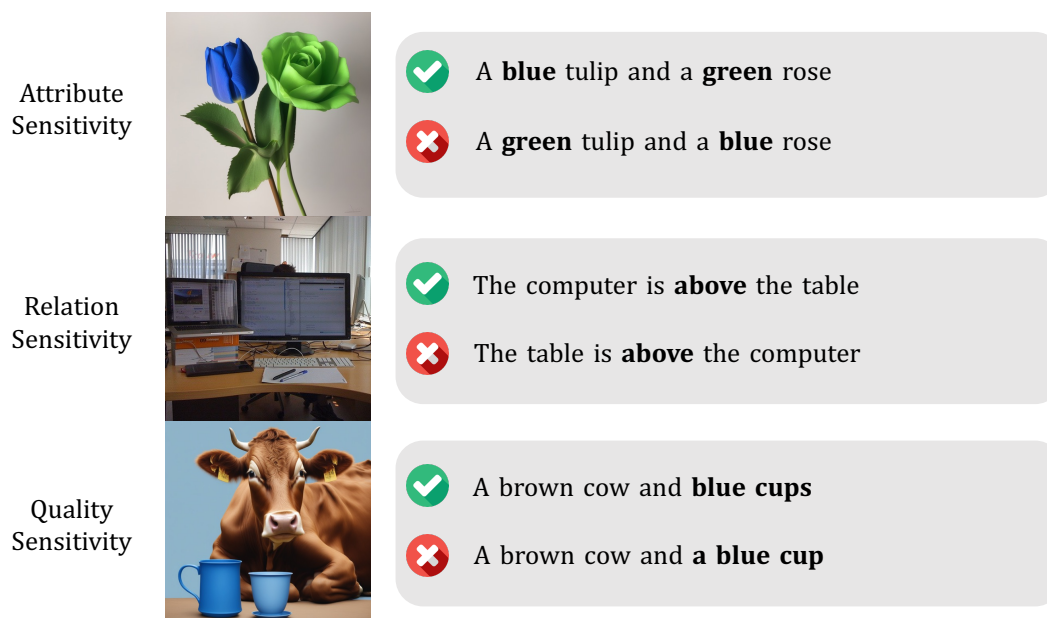 Attribute
Sensitivity
A blue tulip and a green rose
A green tulip and a blue rose
Relation
Sensitivity
The computer is above the table
The table is above the computer
Quality
Sensitivity
A brown cow and blue cups
A brown cow and a blue cup